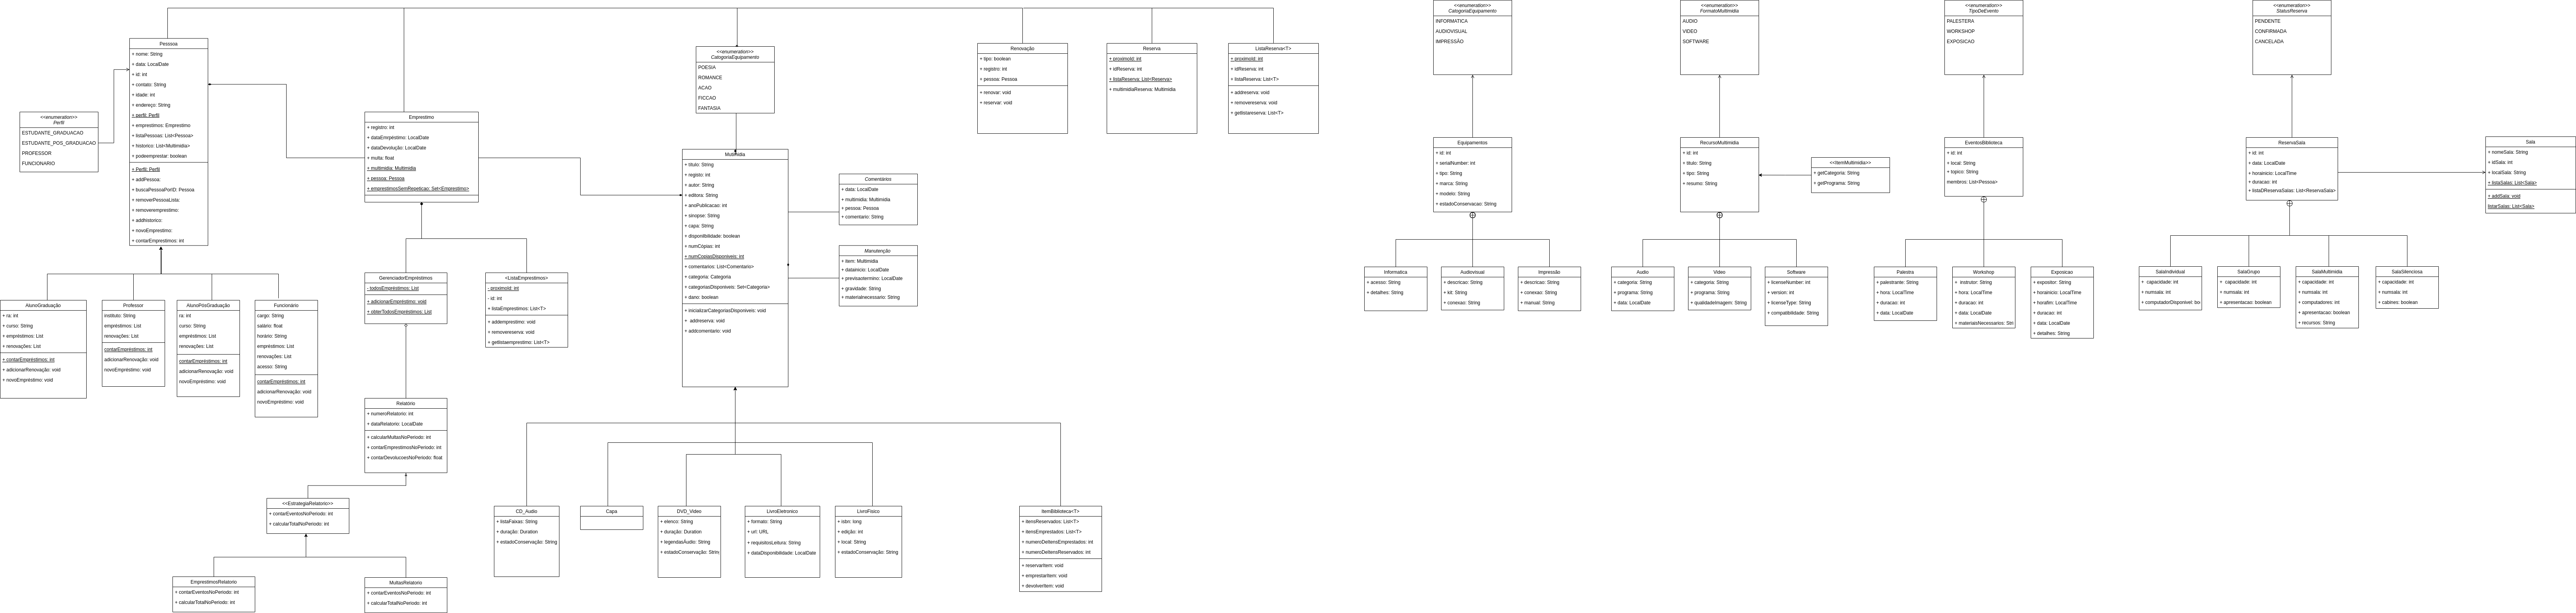 Pesssoa
+ nome: String
+ data: LocalDate
+ id: int
+ contato: String
+ idade: int
+ endereço: String
+ perfil: Perfil
+ emprestimos: Emprestimo
+ listaPessoas: List<Pessoa>
+ historico: List<Multimidia>
+ podeemprestar: boolean
+ Perfil: Perfil
+ addPessoa:
+ buscaPessoaPorID: Pessoa
+ removerPessoaLista:
+ removeremprestimo:
+ addhistorico:
+ novoEmprestimo:
+ contarEmprestimos: int
<<enumeration>>
Perfil
ESTUDANTE_GRADUACAO
ESTUDANTE_POS_GRADUACAO
PROFESSOR
FUNCIONARIO
AlunoGraduação
+ ra: int
+ curso: String
+ empréstimos: List
+ renovações: List
+ contarEmpréstimos: int
+ adicionarRenovação: void
+ novoEmpréstimo: void
Professor
instituto: String
empréstimos: List
renovações: List
contarEmpréstimos: int
adicionarRenovação: void
novoEmpréstimo: void
AlunoPósGraduação
ra: int
curso: String
empréstimos: List
renovações: List
contarEmpréstimos: int
adicionarRenovação: void
novoEmpréstimo: void
Funcionário
cargo: String
salário: float
horário: String
empréstimos: List
renovações: List
acesso: String
contarEmpréstimos: int
adicionarRenovação: void
novoEmpréstimo: void
Emprestimo
+ registro: int
+ dataEmpéstimo: LocalDate
+ dataDevolução: LocalDate
+ multa: float
+ multimidia: Multimidia
+ pessoa: Pessoa
+ emprestimosSemRepeticao: Set<Emprestimo>
GerenciadorEmpréstimos
- todosEmpréstimos: List
+ adicionarEmpréstimo: void
+ obterTodosEmpréstimos: List
<ListaEmprestimos>
- proximoId: int
- id: int
+ listaEmprestimos: List<T>
+ addemprestimo: void
+ removereserva: void
+ getlistaemprestimo: List<T>
Relatório
+ numeroRelatorio: int
+ dataRelatorio: LocalDate
+ calcularMultasNoPeriodo: int
+ contarEmprestimosNoPeriodo: int
+ contarDevolucoesNoPeriodo: float
<<EstrategiaRelatorio>>
+ contarEventosNoPeriodo: int
+ calcularTotalNoPeriodo: int
EmprestimosRelatorio
+ contarEventosNoPeriodo: int
+ calcularTotalNoPeriodo: int
MultasRelatorio
+ contarEventosNoPeriodo: int
+ calcularTotalNoPeriodo: int
<<enumeration>>
CatogoriaEquipamento
POESIA
ROMANCE
ACAO
FICCAO
FANTASIA
Multimidia
+ titulo: String
+ registo: int
+ autor: String
+ editora: String
+ anoPublicacao: int
+ sinopse: String
+ capa: String
+ disponibilidade: boolean
+ numCópias: int
+ numCopiasDisponiveis: int
+ comentarios: List<Comentario>
+ categoria: Categoria
+ categoriasDisponiveis: Set<Categoria>
+ dano: boolean
+ inicializarCategoriasDisponiveis: void
+ addreserva: void
+ addcomentario: void
Comentários
+ data: LocalDate
+ multimidia: Multimidia
+ pessoa: Pessoa
+ comentario: String
Manutenção
+ item: Multimidia
+ datainicio: LocalDate
+ previsaotermino: LocalDate
+ gravidade: String
+ materialnecessario: String
CD_Audio
+ listaFaixas: String
+ duração: Duration
+ estadoConservação: String
Capa
DVD_Video
+ elenco: String
+ duração: Duration
+ legendasAudio: String
+ estadoConservação: String
LivroEletronico
+ formato: String
+ url: URL
+ requisitosLeitura: String
+ dataDisponibilidade: LocalDate
LivroFisico
+ isbn: long
+ edição: int
+ local: String
+ estadoConservação: String
ItemBiblioteca<T>
+ itensReservados: List<T>
+ itensEmprestados: List<T>
+ numeroDeItensEmprestados: int
+ numeroDeItensReservados: int
+ reservarItem: void
+ emprestarItem: void
+ devolverItem: void
Renovação
+ tipo: boolean
+ registro: int
+ pessoa: Pessoa
+ renovar: void
+ reservar: void
Reserva
+ proximoId: int
+ idReserva: int
+ listaReserva: List<Reserva>
+ multimidiaReserva: Multimidia
ListaReserva<T>
+ proximoId: int
+ idReserva: int
+ listaReserva: List<T>
+ addreserva: void
+ removereserva: void
+ getlistareserva: List<T>
<<enumeration>>
CatogoriaEquipamento
INFORMATICA
AUDIOVISUAL
IMPRESSÃO
Equipamentos
+ id: int
+ serialNumber: int
+ tipo: String
+ marca: String
+ modelo: String
+ estadoConservacao: String
Informatica
+ acesso: String
+ detalhes: String
Audiovisual
+ descricao: String
+ kit: String
+ conexao: String
Impressão
+ descricao: String
+ conexao: String
+ manual: String
<<enumeration>>
FormatoMultimidia
AUDIO
VIDEO
SOFTWARE
RecursoMultimidia
+ id: int
+ titulo: String
+ tipo: String
+ resumo: String
<<ItemMultimidia>>
+ getCategoria: String
+ getPrograma: String
Audio
+ categoria: String
+ programa: String
+ data: LocalDate
Video
+ categoria: String
+ programa: String
+ qualidadeImagem: String
Software
+ licenseNumber: int
+ version: int
+ licenseType: String
+ compatibilidade: String
<<enumeration>>
TipoDeEvento
PALESTERA
WORKSHOP
EXPOSICAO
EventosBiblioteca
+ id: int
+ local: String
+ topico: String
membros: List<Pessoa>
Palestra
+ palestrante: String
+ hora: LocalTime
+ duracao: int
+ data: LocalDate
Workshop
+ instrutor: String
+ hora: LocalTime
+ duracao: int
+ data: LocalDate
+ materiaisNecessarios: Stri
Exposicao
+ expositor: String
+ horainicio: LocalTime
+ horafim: LocalTime
+ duracao: int
+ data: LocalDate
+ detalhes: String
<<enumeration>>
StatusReserva
PENDENTE
CONFIRMADA
CANCELADA
ReservaSala
+ id: int
+ data: LocalDate
+ horainicio: LocalTime
+ duracao: int
+ listaDReservaSalas: List<ReservaSala>
Sala
+ nomeSala: String
+ idSala: int
+ localSala: String
+ listaSalas: List<Sala>
+ addSala: void
listarSalas: List<Sala>
SalaIndividual
+ capacidade: int
+ numsala: int
+ computadorDisponivel: bo
SalaGrupo
+ capacidade: int
+ numsala: int
+ apresentacao: boolean
SalaMultimidia
+ capacidade: int
+ numsala: int
+ computadores: int
+ apresentacao: boolean
+ recursos: String
SalaSilenciosa
+ capacidade: int
+ numsala: int
+ cabines: boolean